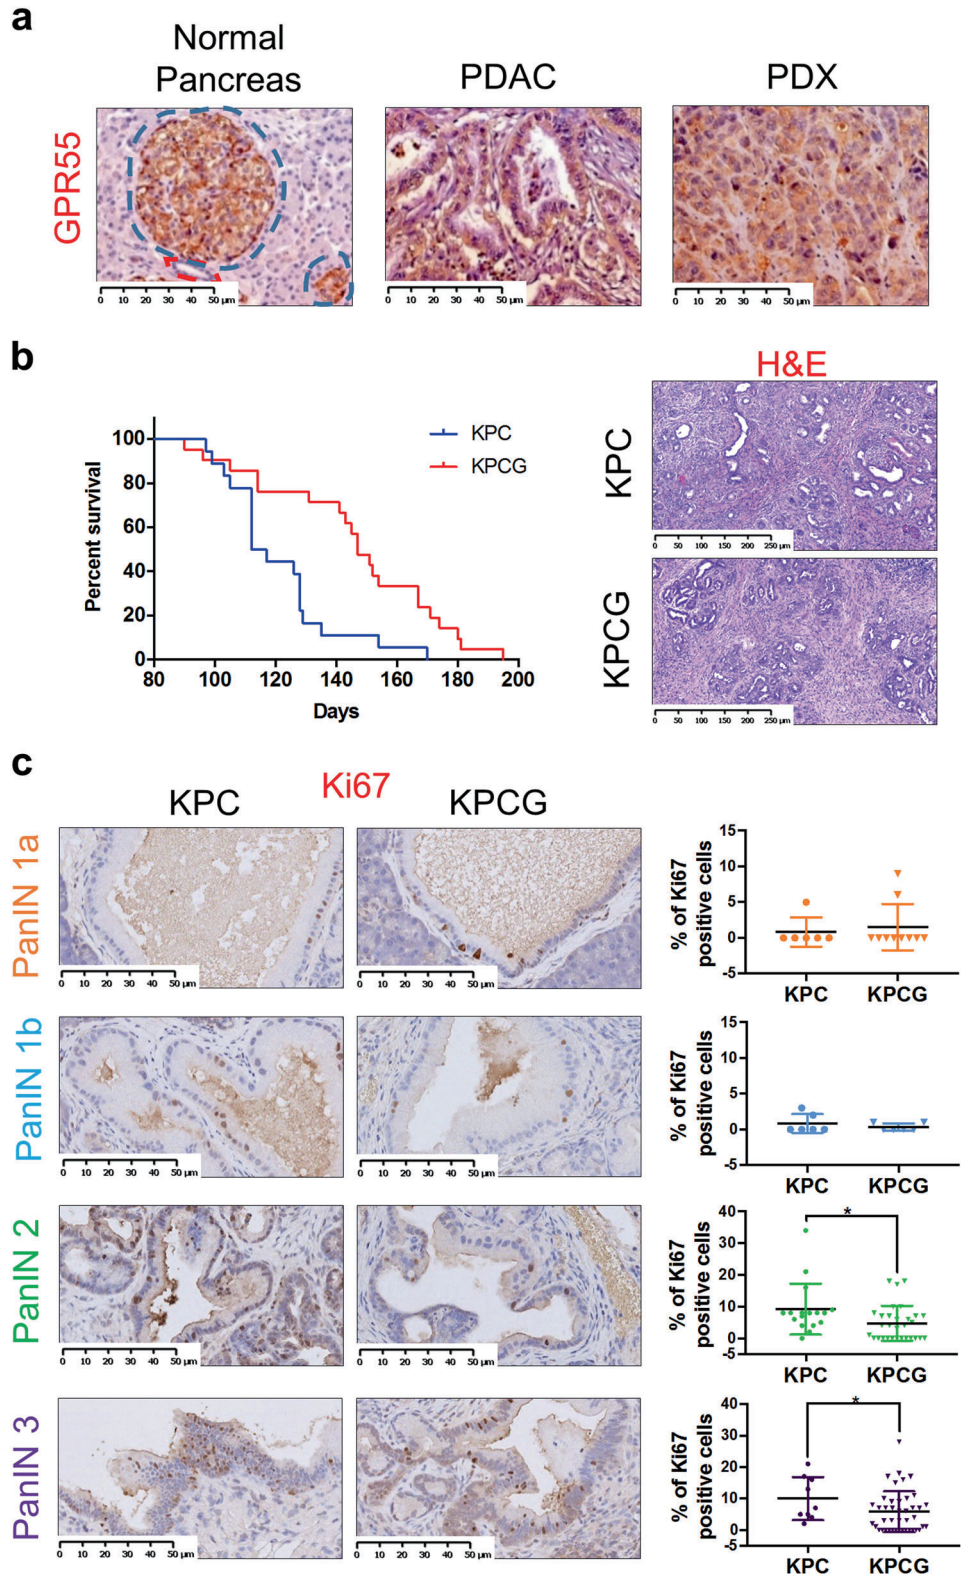 a
Normal
Pancreas
PDAC
PDX
GPR55
0 10 20 30 40 50 µm
0 10 20 30 40 50 µm
0 10 20 30 40 50 µm
b
H&E
KPC
KPCG
100
80
60
40
20
0
Percent survival
80 100 120 140 160 180 200
Days
KPC
0 50 100 150 200 250 µm
KPCG
0 50 100 150 200 250 µm
c
Ki67
KPC
KPCG
PanIN 1a
0 10 20 30 40 50 µm
0 10 20 30 40 50 µm
% of Ki67
positive cells
15
10
5
0
-5
KPC KPCG
PanIN 1b
0 10 20 30 40 50 µm
0 10 20 30 40 50 µm
% of Ki67
positive cells
15
10
5
0
-5
KPC KPCG
PanIN 2
0 10 20 30 40 50 µm
0 10 20 30 40 50 µm
% of Ki67
positive cells
40
30
20
10
0
-5
*
KPC KPCG
PanIN 3
0 10 20 30 40 50 µm
0 10 20 30 40 50 µm
% of Ki67
positive cells
40
30
20
10
0
-5
*
KPC KPCG